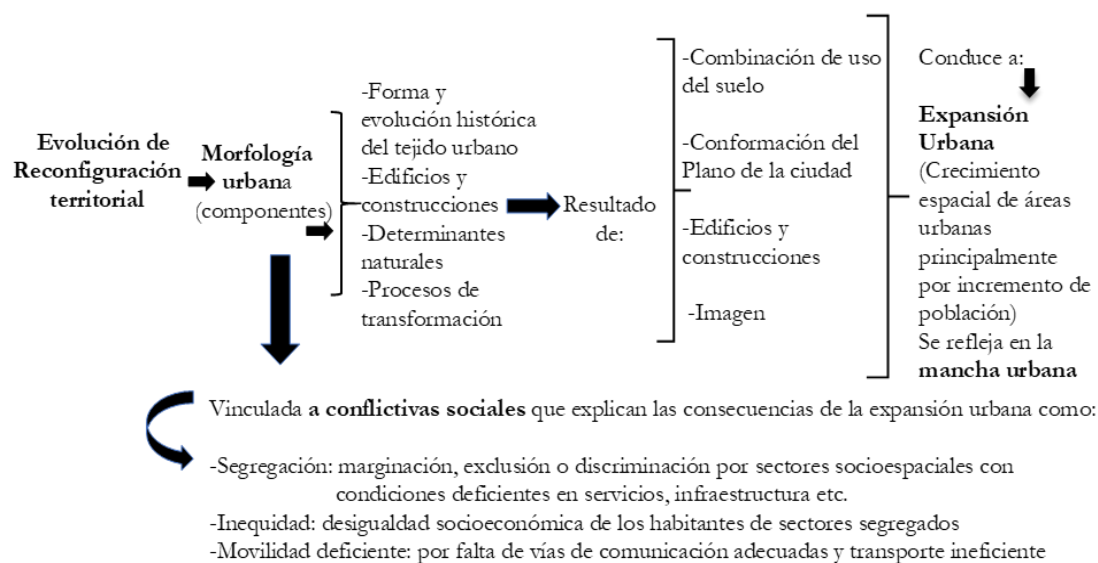 Evolución de
Reconfiguración
territorial
Morfología
urbana
(componentes)
-Forma y
evolución histórica
del tejido urbano
-Edificios y
construcciones
-Determinantes
naturales
-Procesos de
transformación
Resultado
de:
-Combinación de uso
del suelo
-Conformación del
Plano de la ciudad
-Edificios y
construcciones
-Imagen
Conduce a:
Expansión
Urbana
(Crecimiento
espacial de áreas
urbanas
principalmente
por incremento de
población)
Se refleja en la
mancha urbana
Vinculada a conflictivas sociales que explican las consecuencias de la expansión urbana como:
-Segregación: marginación, exclusión o discriminación por sectores socioespaciales con
condiciones deficientes en servicios, infraestructura etc.
-Inequidad: desigualdad socioeconómica de los habitantes de sectores segregados
-Movilidad deficiente: por falta de vías de comunicación adecuadas y transporte ineficiente